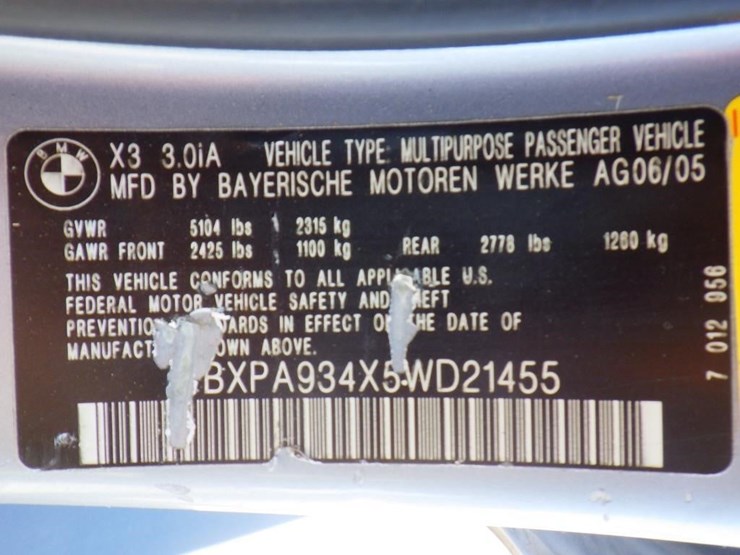 BMW
X3 3.0iA VEHICLE TYPE: MULTIPURPOSE PASSENGER VEHICLE
MFD BY BAYERISCHE MOTOREN WERKE AG06/05
GVWR 5104 lbs 2315 kg
GAWR FRONT 2425 lbs 1100 kg REAR 2778 lbs 1260 kg
THIS VEHICLE CONFORMS TO ALL U.S.
FEDERAL MOTOR VEHICLE SAFETY AND
IN EFFECT DATE OF
ABOVE.
BXPA934X5WD21455
7 012 956